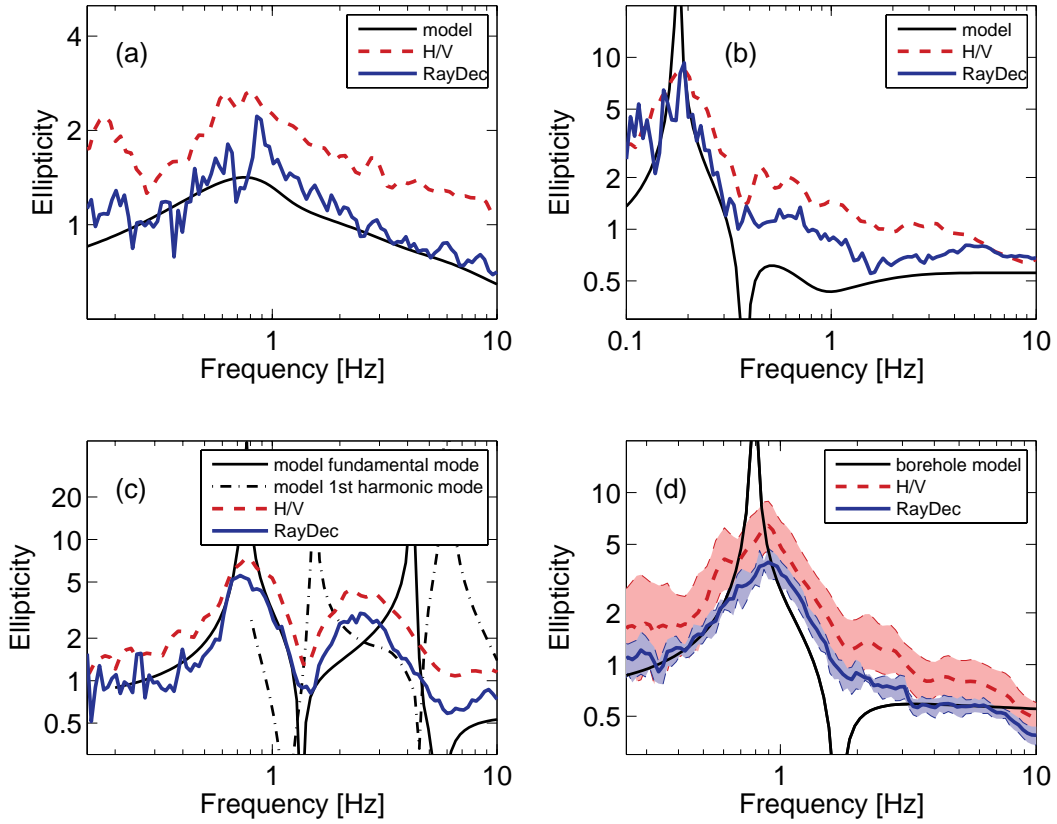 (a)
model
H/V
RayDec
4
2
1
Ellipticity
1
10
Frequency [Hz]
(b)
model
H/V
RayDec
10
5
2
1
0.5
Ellipticity
0.1
1
10
Frequency [Hz]
(c)
model fundamental mode
model 1st harmonic mode
H/V
RayDec
20
10
5
2
1
0.5
Ellipticity
1
10
Frequency [Hz]
(d)
borehole model
H/V
RayDec
10
5
2
1
0.5
Ellipticity
1
10
Frequency [Hz]